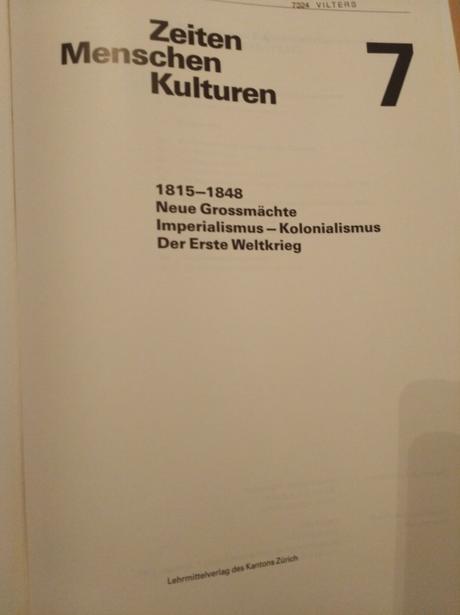 7324 VILTERS
Zeiten
Menschen
Kulturen
7
1815–1848
Neue Grossmächte
Imperialismus – Kolonialismus
Der Erste Weltkrieg
Lehrmittelverlag des Kantons Zürich